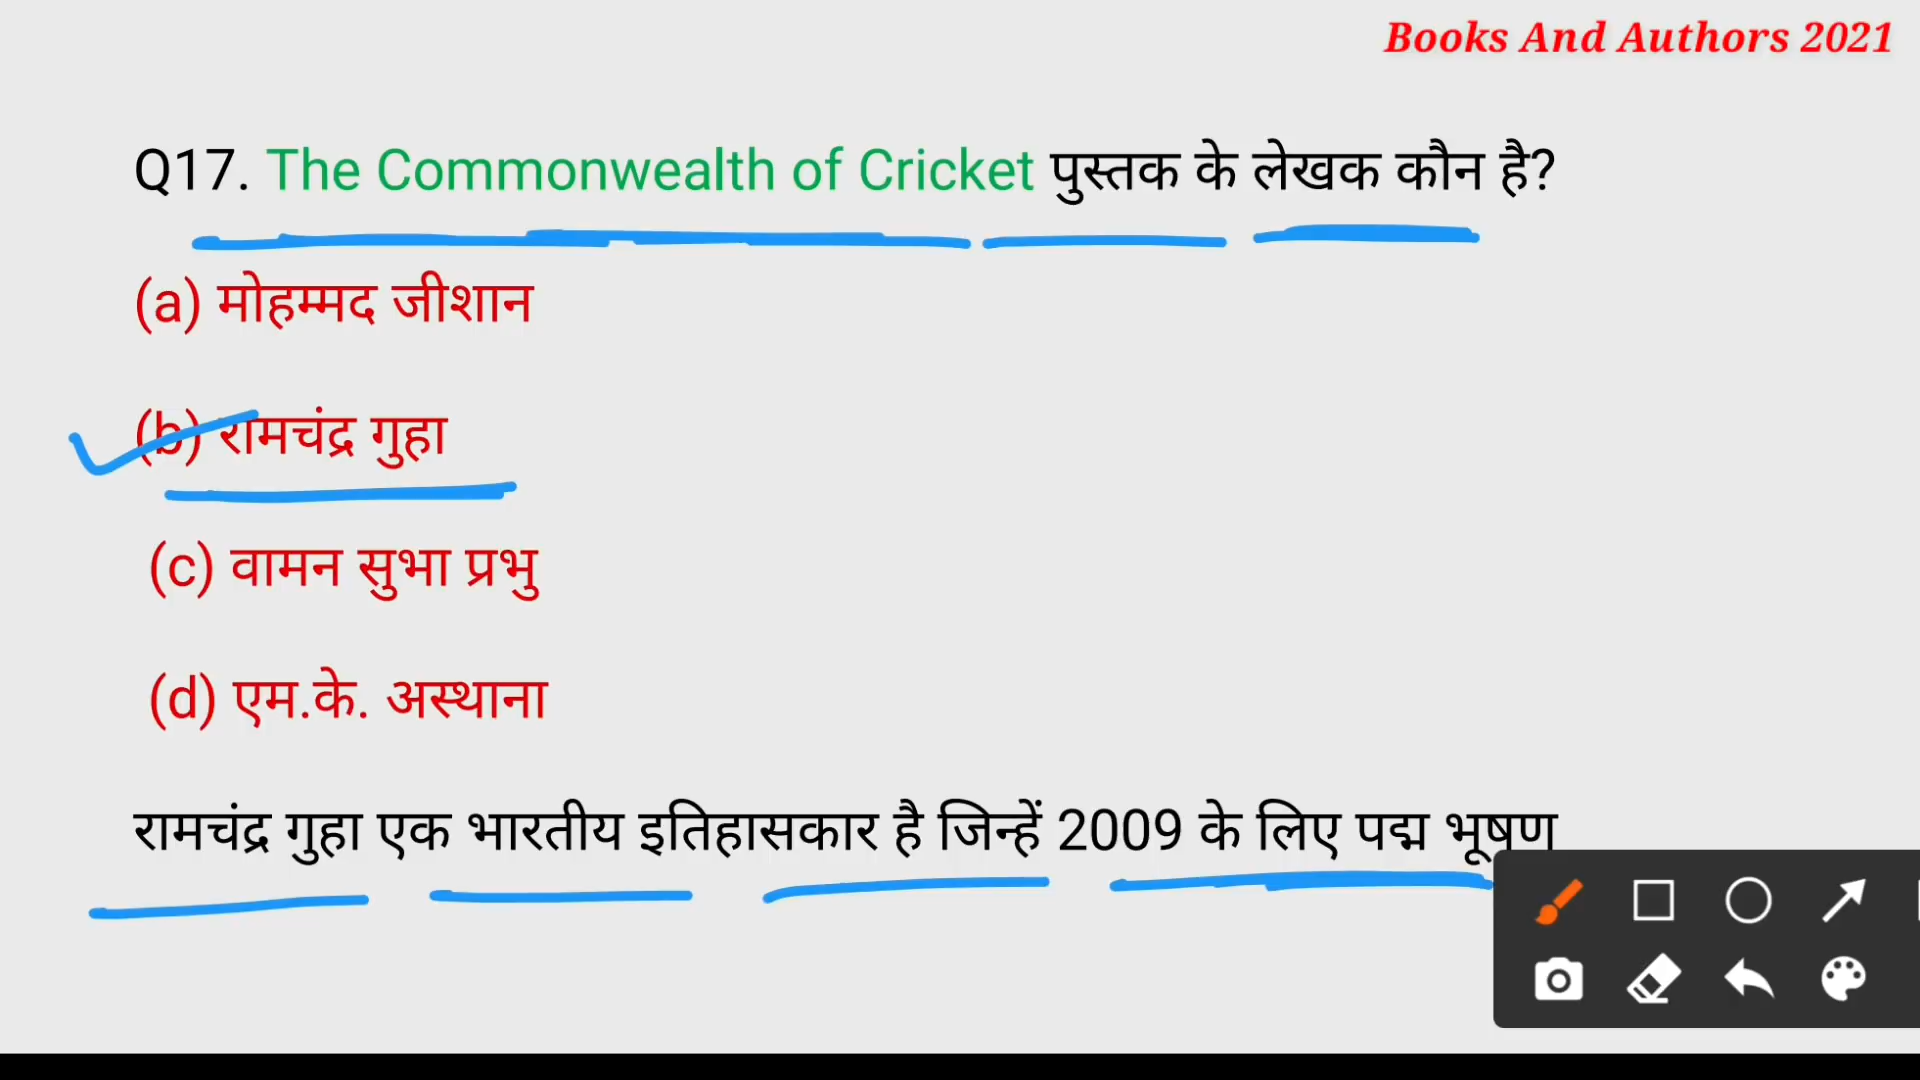 Books And Authors 2021
Q17. The Commonwealth of Cricket पुस्तक के लेखक कौन है?
(a) मोहम्मद जीशान
(b) रामचंद्र गुहा
(c) वामन सुभा प्रभु
(d) एम.के. अस्थाना
रामचंद्र गुहा एक भारतीय इतिहासकार है जिन्हें 2009 के लिए पद्म भूषण